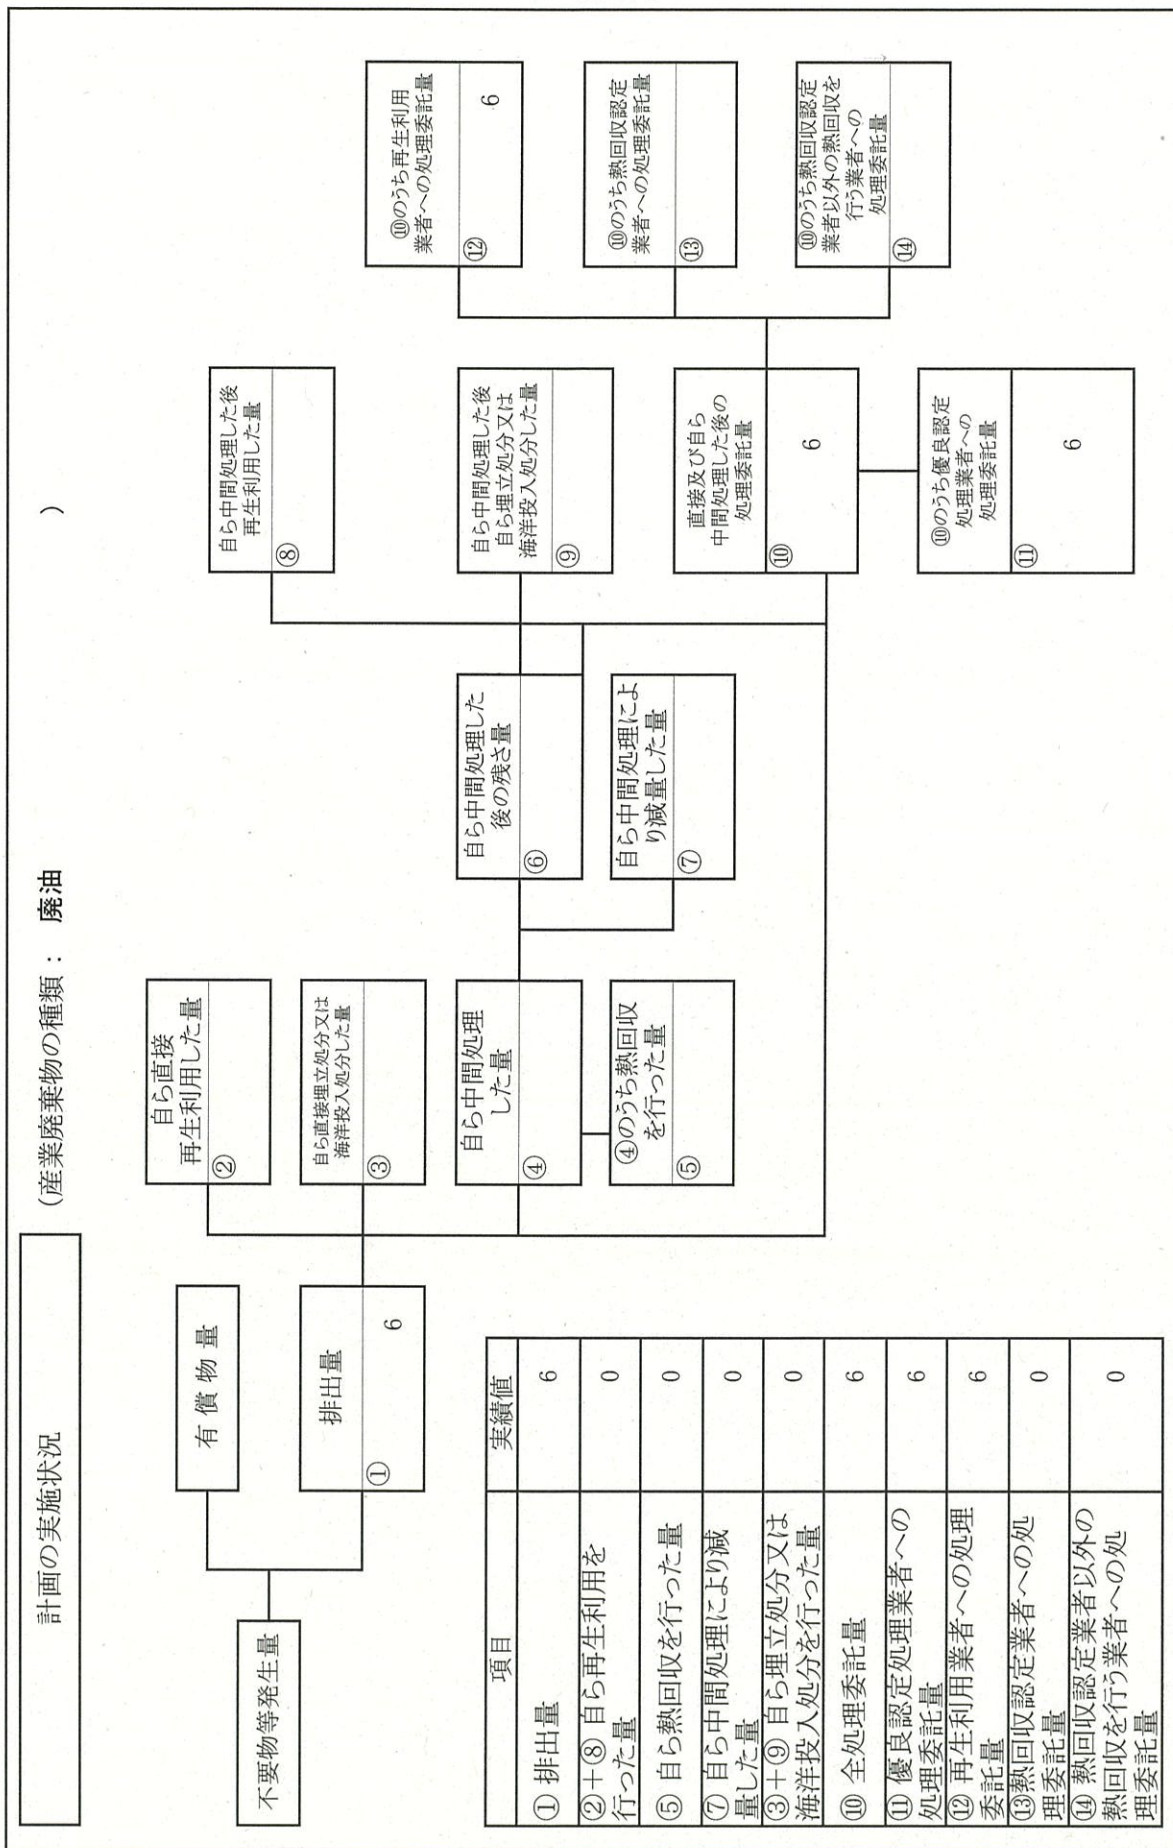 計画の実施状況
(産業廃棄物の種類： 廃油 )
不要物等発生量
有償物量
排出量
① 6
自ら直接
再生利用した量
②
自ら直接埋立処分又は
海洋投入処分した量
③
自ら中間処理
した量
④
④のうち熱回収
を行った量
⑤
自ら中間処理した
後の残さ量
⑥
自ら中間処理によ
り減量した量
⑦
自ら中間処理した後
再生利用した量
⑧
自ら中間処理した後
自ら埋立処分又は
海洋投入処分した量
⑨
直接及び自ら
中間処理した後の
処理委託量
⑩ 6
⑩のうち優良認定
処理業者への
処理委託量
⑪ 6
⑩のうち再生利用
業者への処理委託量
⑫ 6
⑩のうち熱回収認定
業者への処理委託量
⑬
⑩のうち熱回収認定
業者以外の熱回収を
行う業者への
処理委託量
⑭
項目 実績値
① 排出量 6
②＋⑧ 自ら再生利用を
行った量 0
⑤ 自ら熱回収を行った量 0
⑦ 自ら中間処理により減
量した量 0
③＋⑨ 自ら埋立処分又は
海洋投入処分を行った量 0
⑩ 全処理委託量 6
⑪ 優良認定処理業者への
処理委託量 6
⑫ 再生利用業者への処理
委託量 6
⑬熱回収認定業者への処
理委託量 0
⑭ 熱回収認定業者以外の
熱回収を行う業者への処
理委託量 0